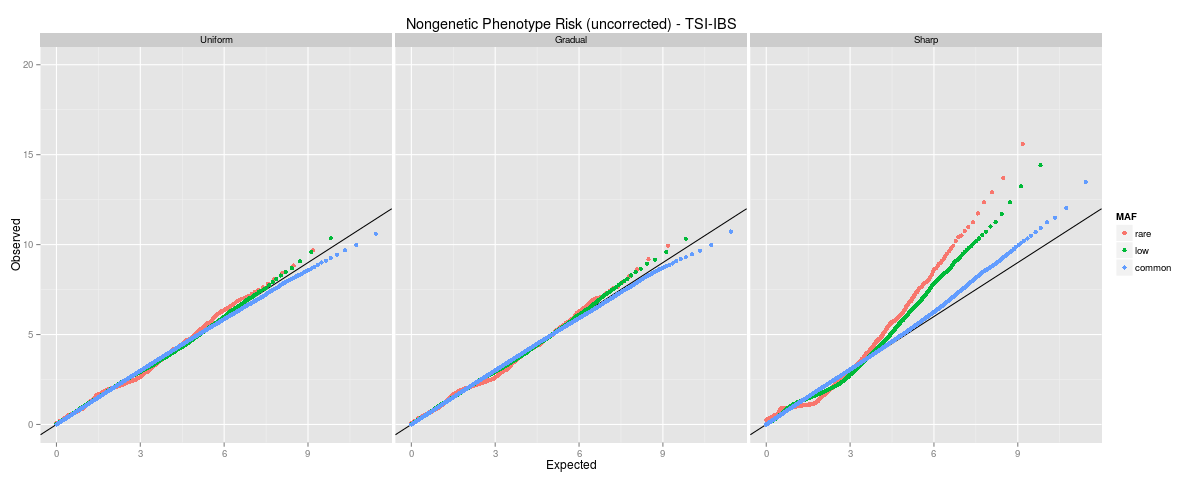 Nongenetic Phenotype Risk (uncorrected) - TSI-IBS
Uniform
Gradual
Sharp
20
15
10
5
0
Observed
0 3 6 9
0 3 6 9
0 3 6 9
Expected
MAF
rare
low
common